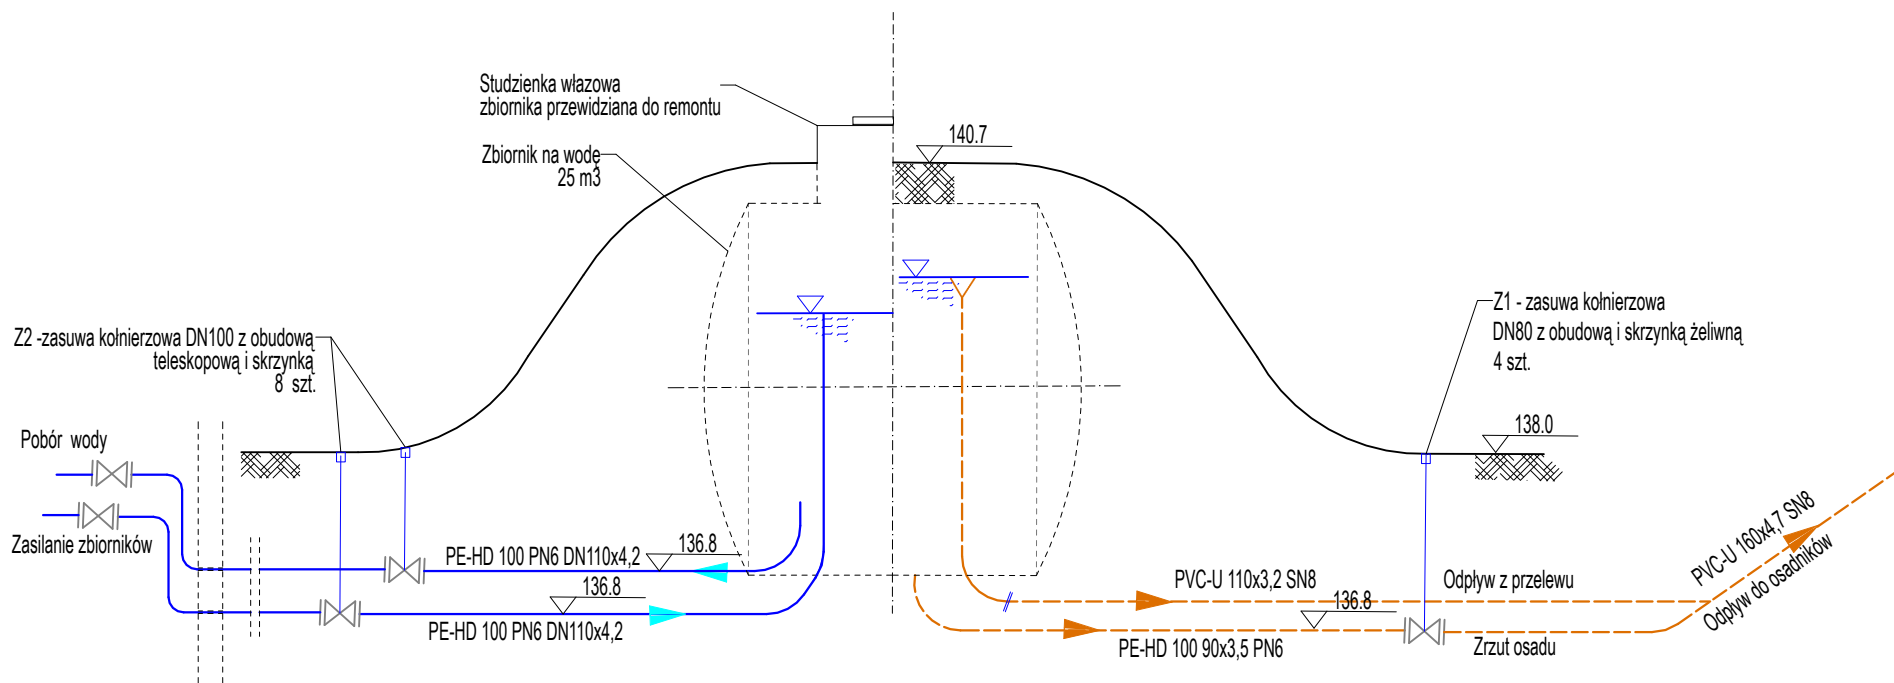 Studzienka włazowa
zbiornika przewidziana do remontu
140.7
Zbiornik na wodę
25 m3
Z1 - zasuwa kołnierzowa
DN80 z obudową i skrzynką żeliwną
4 szt.
Z2 -zasuwa kołnierzowa DN100 z obudową
teleskopową i skrzynką
8 szt.
138.0
Pobór wody
Zasilanie zbiorników
PE-HD 100 PN6 DN110x4,2
136.8
136.8
PE-HD 100 PN6 DN110x4,2
PVC-U 110x3,2 SN8
Odpływ z przelewu
136.8
PE-HD 100 90x3,5 PN6
Zrzut osadu
PVC-U 160x4,7 SN8
Odpływ do osadników